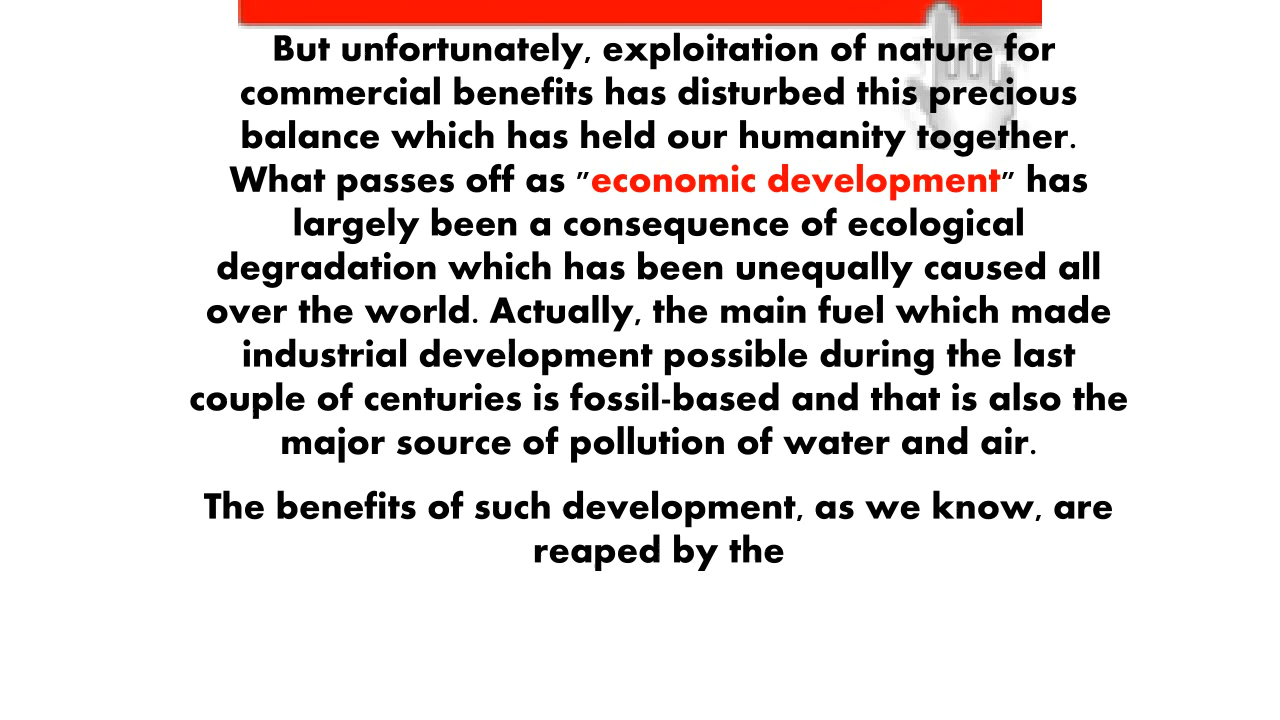 But unfortunately, exploitation of nature for
commercial benefits has disturbed this precious
balance which has held our humanity together.
What passes off as "economic development" has
largely been a consequence of ecological
degradation which has been unequally caused all
over the world. Actually, the main fuel which made
industrial development possible during the last
couple of centuries is fossil-based and that is also the
major source of pollution of water and air.
The benefits of such development, as we know, are
reaped by the